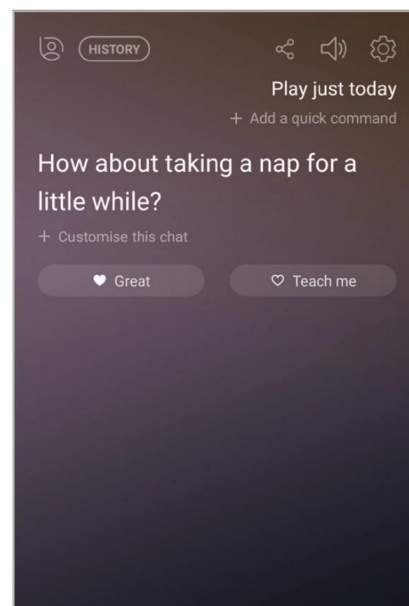 HISTORY
Play just today
+ Add a quick command
How about taking a nap for a
little while?
+ Customise this chat
Great
Teach me